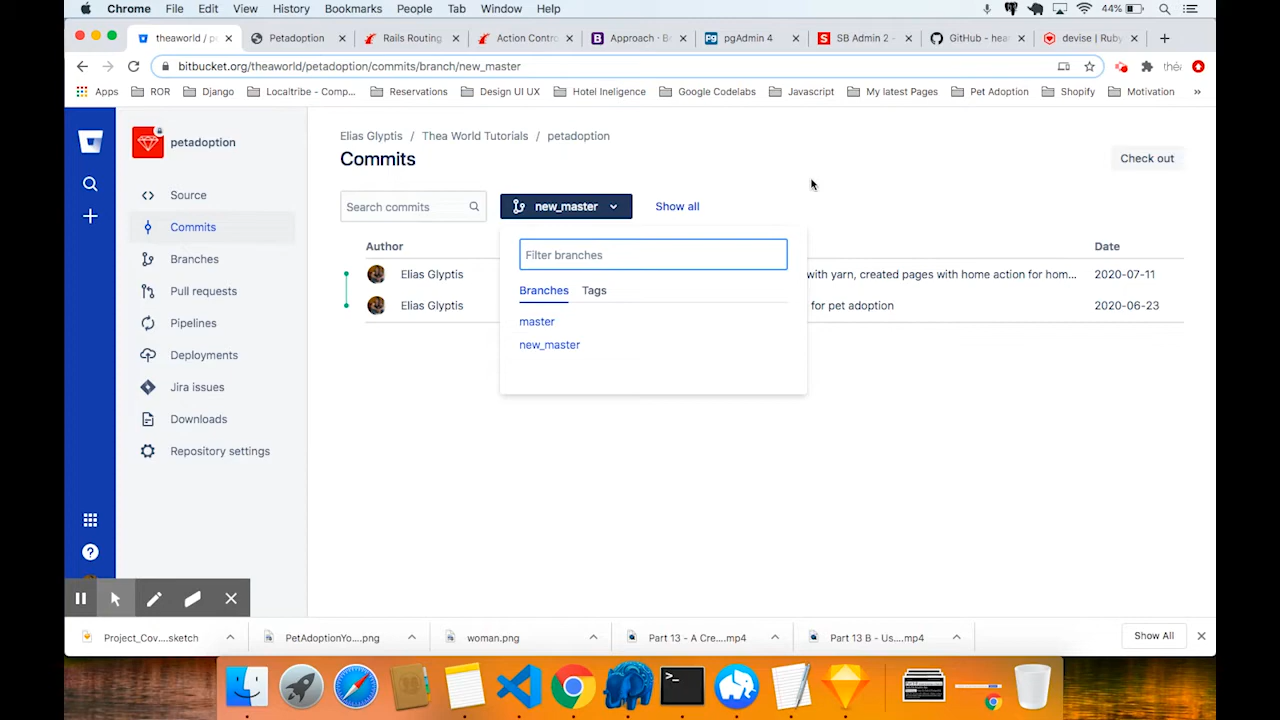 Chrome File Edit View History Bookmarks People Tab Window Help 44%
theaworld / p Petadoption Rails Routing Action Contro Approach · B pgAdmin 4 SB Admin 2 - GitHub - hear devise | Ruby
bitbucket.org/theaworld/petadoption/commits/branch/new_master théa
Apps ROR Django Localtribe - Comp... Reservations Design UI UX Hotel Ineligence Google Codelabs Javascript My latest Pages Pet Adoption Shopify Motivation »
petadoption
Source
Commits
Branches
Pull requests
Pipelines
Deployments
Jira issues
Downloads
Repository settings
Elias Glyptis / Thea World Tutorials / petadoption
Commits
Check out
Search commits new_master Show all
Author Date
Filter branches
Elias Glyptis with yarn, created pages with home action for hom... 2020-07-11
Branches Tags
Elias Glyptis for pet adoption 2020-06-23
master
new_master
Project_Cov....sketch PetAdoptionYo....png woman.png Part 13 - A Cre....mp4 Part 13 B - Us....mp4 Show All